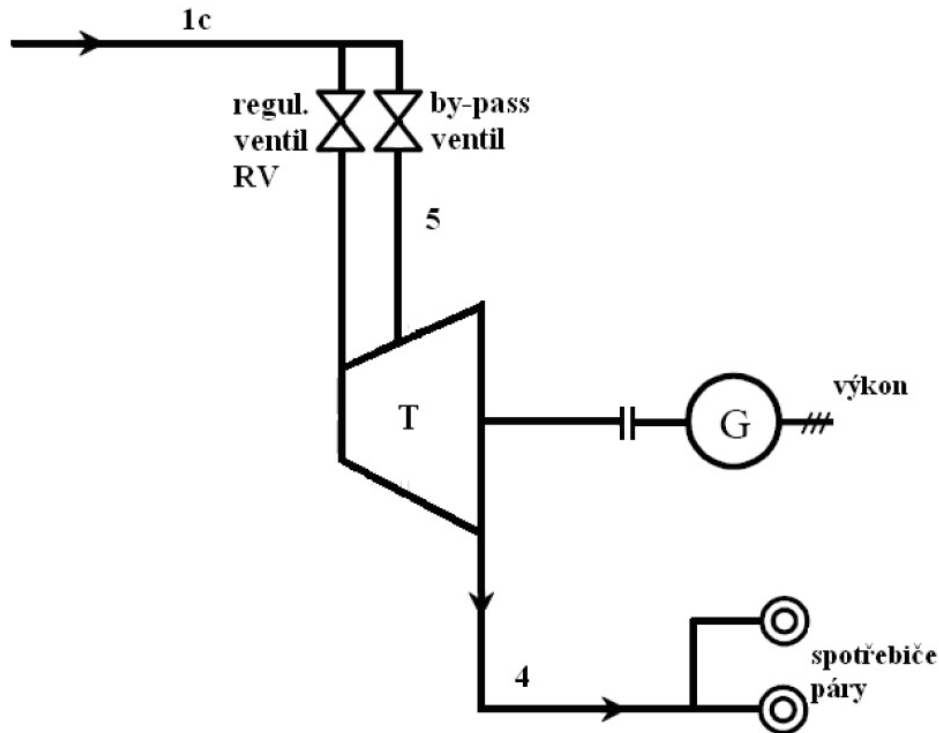 1c
regul.
ventil
RV
by-pass
ventil
5
T
G
výkon
4
spotřebiče
páry